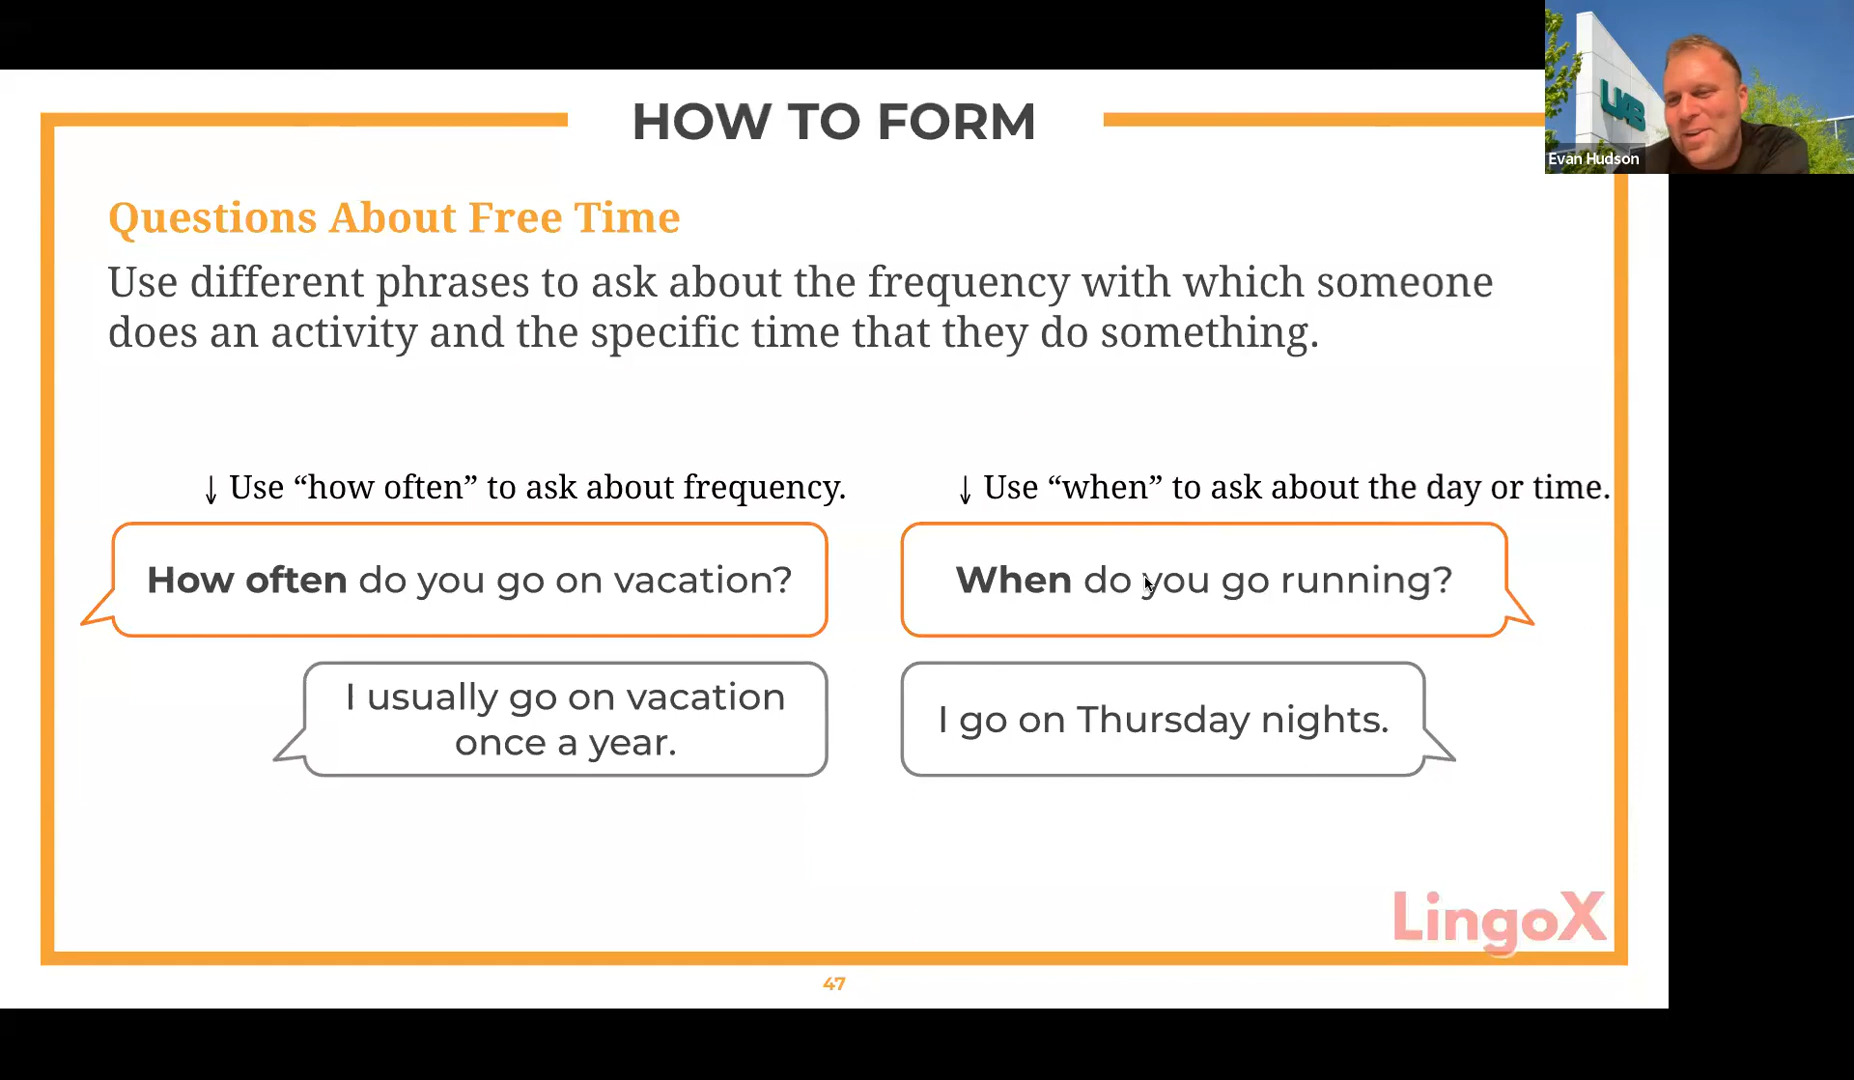 HOW TO FORM
UAB
Evan Hudson
Questions About Free Time
Use different phrases to ask about the frequency with which someone
does an activity and the specific time that they do something.
↓ Use “how often” to ask about frequency.
↓ Use “when” to ask about the day or time.
How often do you go on vacation?
When do you go running?
I usually go on vacation
once a year.
I go on Thursday nights.
LingoX
47